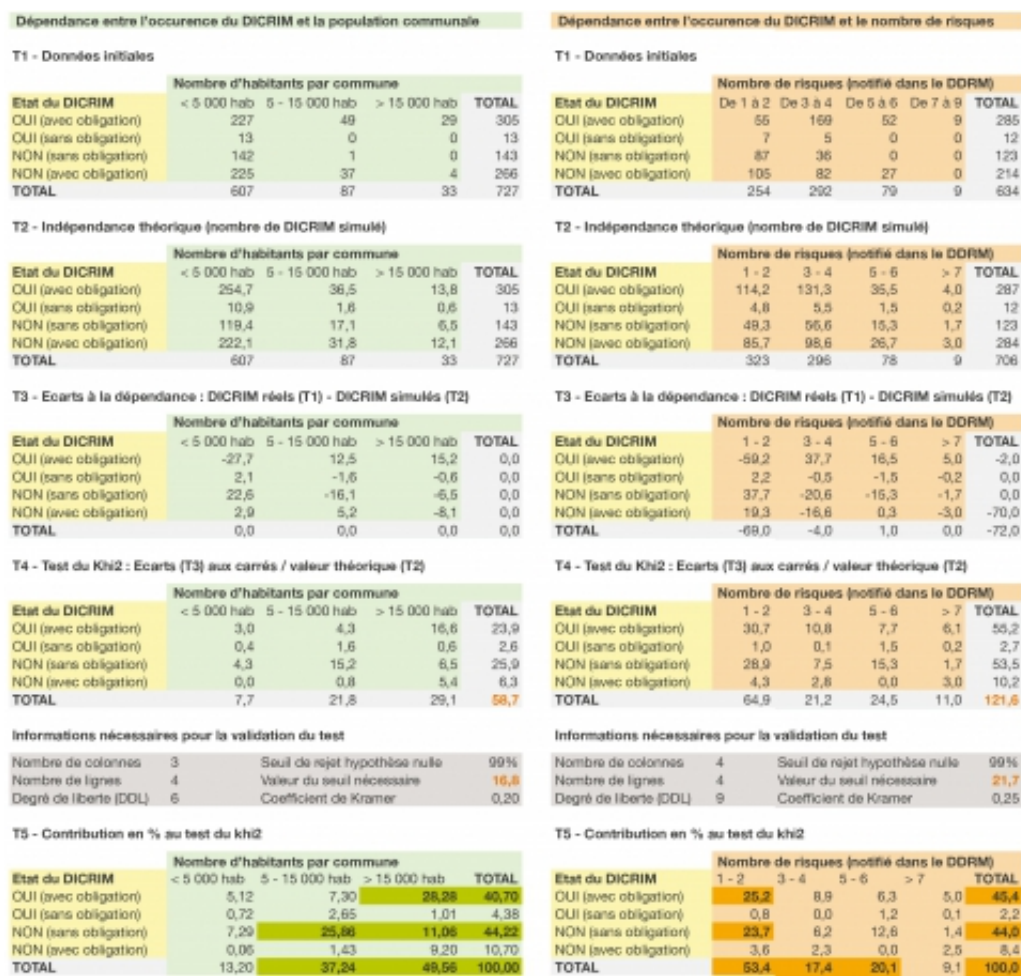 Dépendance entre l'occurence du DICRIM et la population communale
T1 - Données initiales
Nombre d'habitants par commune
Etat du DICRIM < 5 000 hab 5 - 15 000 hab > 15 000 hab TOTAL
OUI (avec obligation) 227 49 29 305
OUI (sans obligation) 13 0 0 13
NON (sans obligation) 142 1 0 143
NON (avec obligation) 225 37 4 266
TOTAL 607 87 33 727
T2 - Indépendance théorique (nombre de DICRIM simulé)
Nombre d'habitants par commune
Etat du DICRIM < 5 000 hab 5 - 15 000 hab > 15 000 hab TOTAL
OUI (avec obligation) 254,7 36,5 13,8 305
OUI (sans obligation) 10,9 1,6 0,6 13
NON (sans obligation) 119,4 17,1 6,5 143
NON (avec obligation) 222,1 31,8 12,1 266
TOTAL 607 87 33 727
T3 - Ecarts à la dépendance : DICRIM réels (T1) - DICRIM simulés (T2)
Nombre d'habitants par commune
Etat du DICRIM < 5 000 hab 5 - 15 000 hab > 15 000 hab TOTAL
OUI (avec obligation) -27,7 12,5 15,2 0,0
OUI (sans obligation) 2,1 -1,6 -0,6 0,0
NON (sans obligation) 22,6 -16,1 -6,5 0,0
NON (avec obligation) 2,9 5,2 -8,1 0,0
TOTAL 0,0 0,0 0,0 0,0
T4 - Test du Khi2 : Ecarts (T3) aux carrés / valeur théorique (T2)
Nombre d'habitants par commune
Etat du DICRIM < 5 000 hab 5 - 15 000 hab > 15 000 hab TOTAL
OUI (avec obligation) 3,0 4,3 16,6 23,9
OUI (sans obligation) 0,4 1,6 0,6 2,6
NON (sans obligation) 4,3 15,2 6,5 25,9
NON (avec obligation) 0,0 0,8 5,4 6,3
TOTAL 7,7 21,8 29,1 58,7
Informations nécessaires pour la validation du test
Nombre de colonnes 3 Seuil de rejet hypothèse nulle 99%
Nombre de lignes 4 Valeur du seuil nécessaire 16,8
Degré de liberte (DDL) 6 Coefficient de Kramer 0,20
T5 - Contribution en % au test du khi2
Nombre d'habitants par commune
Etat du DICRIM < 5 000 hab 5 - 15 000 hab > 15 000 hab TOTAL
OUI (avec obligation) 5,12 7,30 28,28 40,70
OUI (sans obligation) 0,72 2,65 1,01 4,38
NON (sans obligation) 7,29 25,86 11,06 44,22
NON (avec obligation) 0,06 1,43 9,20 10,70
TOTAL 13,20 37,24 49,56 100,00
Dépendance entre l'occurence du DICRIM et le nombre de risques
T1 - Données initiales
Nombre de risques (notifié dans le DDRM)
Etat du DICRIM De 1 à 2 De 3 à 4 De 5 à 6 De 7 à 9 TOTAL
OUI (avec obligation) 55 169 52 9 285
OUI (sans obligation) 7 5 0 0 12
NON (sans obligation) 87 36 0 0 123
NON (avec obligation) 105 82 27 0 214
TOTAL 254 292 79 9 634
T2 - Indépendance théorique (nombre de DICRIM simulé)
Nombre de risques (notifié dans le DDRM)
Etat du DICRIM 1 - 2 3 - 4 5 - 6 > 7 TOTAL
OUI (avec obligation) 114,2 131,3 35,5 4,0 287
OUI (sans obligation) 4,8 5,5 1,5 0,2 12
NON (sans obligation) 49,3 56,6 15,3 1,7 123
NON (avec obligation) 85,7 98,6 26,7 3,0 284
TOTAL 323 296 78 9 706
T3 - Ecarts à la dépendance : DICRIM réels (T1) - DICRIM simulés (T2)
Nombre de risques (notifié dans le DDRM)
Etat du DICRIM 1 - 2 3 - 4 5 - 6 > 7 TOTAL
OUI (avec obligation) -59,2 37,7 16,5 5,0 -2,0
OUI (sans obligation) 2,2 -0,5 -1,5 -0,2 0,0
NON (sans obligation) 37,7 -20,6 -15,3 -1,7 0,0
NON (avec obligation) 19,3 -16,6 0,3 -3,0 -70,0
TOTAL -69,0 -4,0 1,0 0,0 -72,0
T4 - Test du Khi2 : Ecarts (T3) aux carrés / valeur théorique (T2)
Nombre de risques (notifié dans le DDRM)
Etat du DICRIM 1 - 2 3 - 4 5 - 6 > 7 TOTAL
OUI (avec obligation) 30,7 10,8 7,7 6,1 55,2
OUI (sans obligation) 1,0 0,1 1,5 0,2 2,7
NON (sans obligation) 28,9 7,5 15,3 1,7 53,5
NON (avec obligation) 4,3 2,8 0,0 3,0 10,2
TOTAL 64,9 21,2 24,5 11,0 121,6
Informations nécessaires pour la validation du test
Nombre de colonnes 4 Seuil de rejet hypothèse nulle 99%
Nombre de lignes 4 Valeur du seuil nécessaire 21,7
Degré de liberte (DDL) 9 Coefficient de Kramer 0,25
T5 - Contribution en % au test du khi2
Nombre de risques (notifié dans le DDRM)
Etat du DICRIM 1 - 2 3 - 4 5 - 6 > 7 TOTAL
OUI (avec obligation) 25,2 8,9 6,3 5,0 45,4
OUI (sans obligation) 0,8 0,0 1,2 0,1 2,2
NON (sans obligation) 23,7 6,2 12,6 1,4 44,0
NON (avec obligation) 3,6 2,3 0,0 2,5 8,4
TOTAL 53,4 17,4 20,1 9,1 100,0